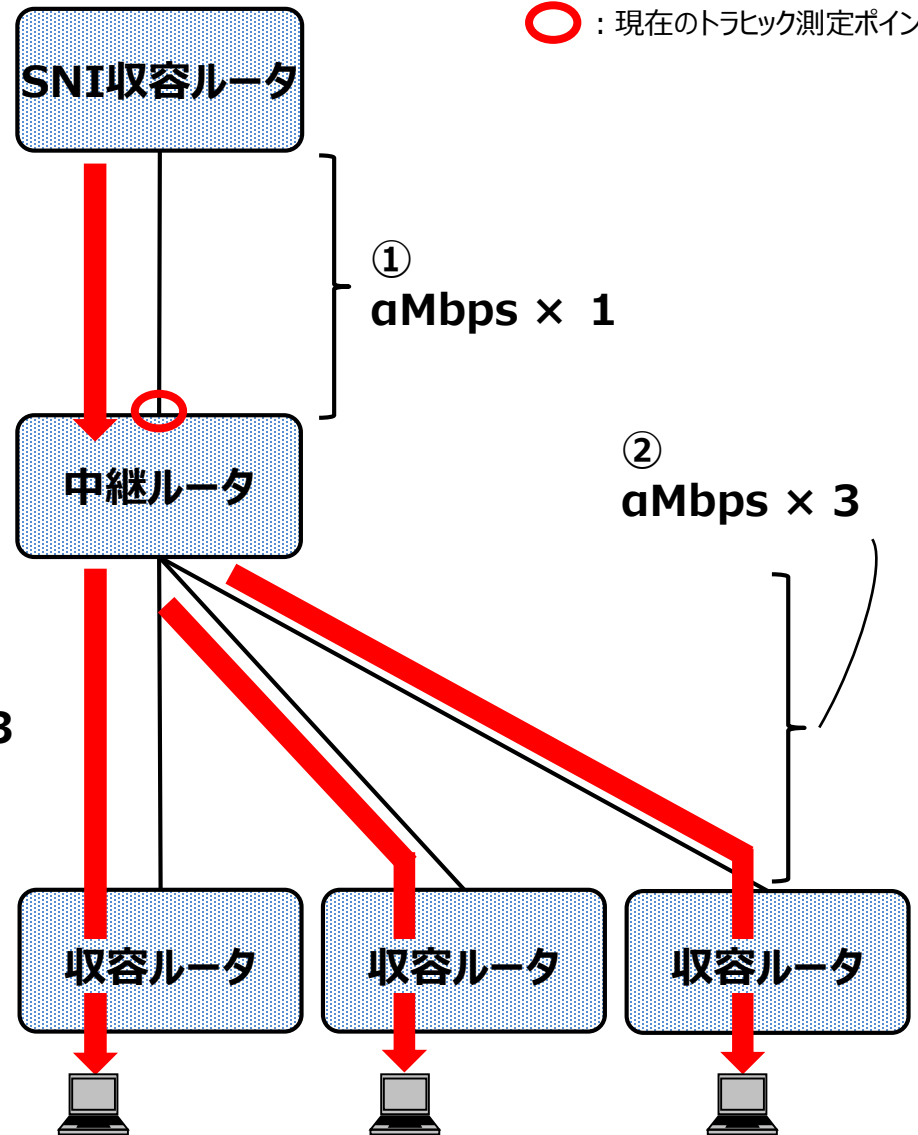 ：現在のトラヒック測定ポイン
SNI収容ルータ
①
αMbps × 1
中継ルータ
②
αMbps × 3
3
収容ルータ
収容ルータ
収容ルータ